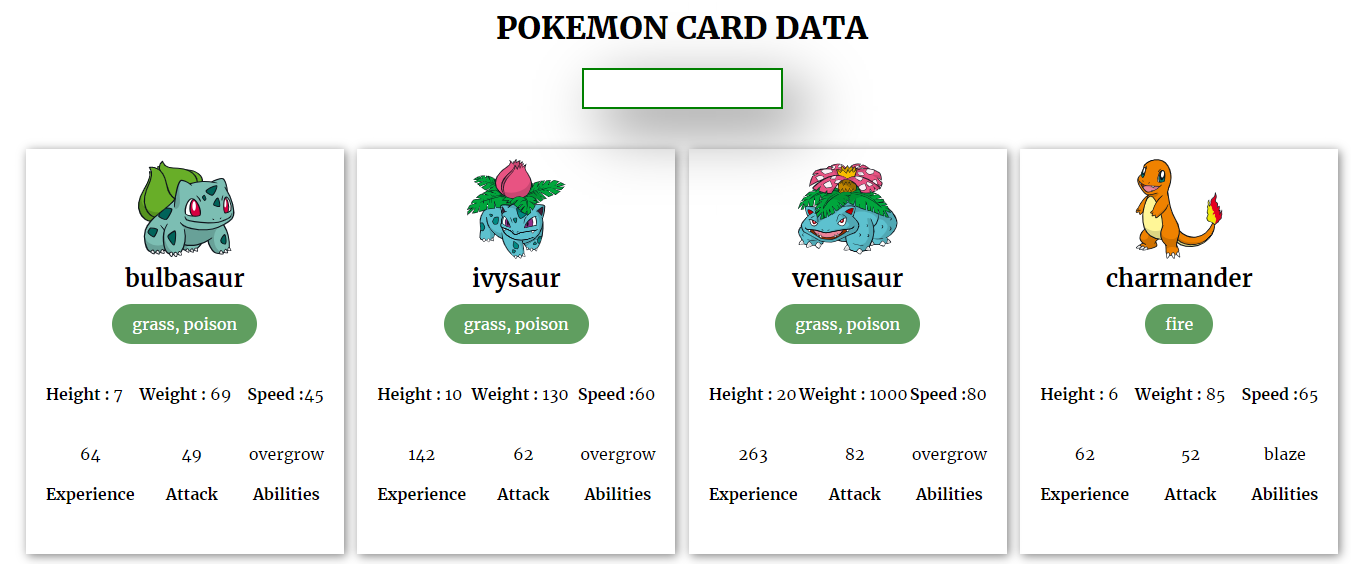 POKEMON CARD DATA
bulbasaur
grass, poison
Height : 7 Weight : 69 Speed :45
64 49 overgrow
Experience Attack Abilities
ivysaur
grass, poison
Height : 10 Weight : 130 Speed :60
142 62 overgrow
Experience Attack Abilities
venusaur
grass, poison
Height : 20 Weight : 1000 Speed :80
263 82 overgrow
Experience Attack Abilities
charmander
fire
Height : 6 Weight : 85 Speed :65
62 52 blaze
Experience Attack Abilities